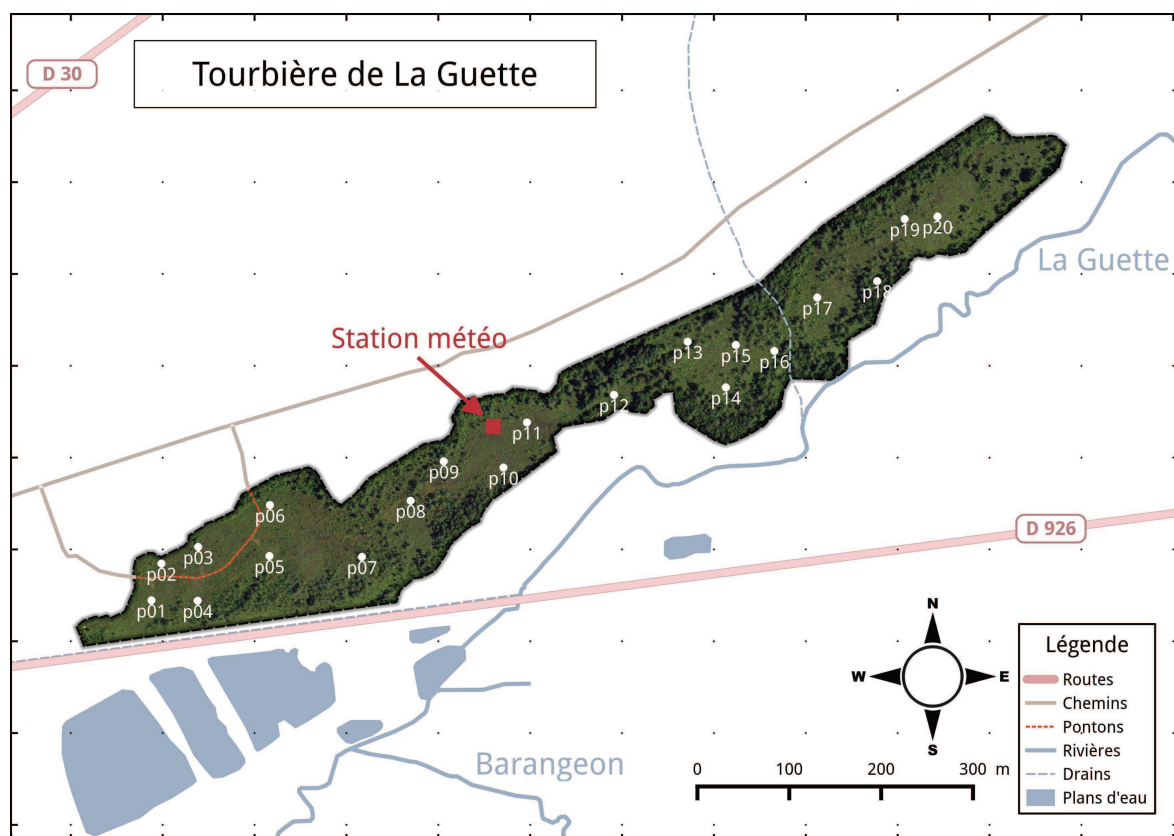 Tourbière de La Guette
D 30
La Guette
Station météo
p19
p20
p18
p17
p13
p15
p16
p14
p12
p11
p10
p09
p08
p06
p03
p02
p05
p07
p01
p04
D 926
Barangeon
N
W
E
S
0
100
200
300
m
Légende
Routes
Chemins
Pontons
Rivières
Drains
Plans d'eau